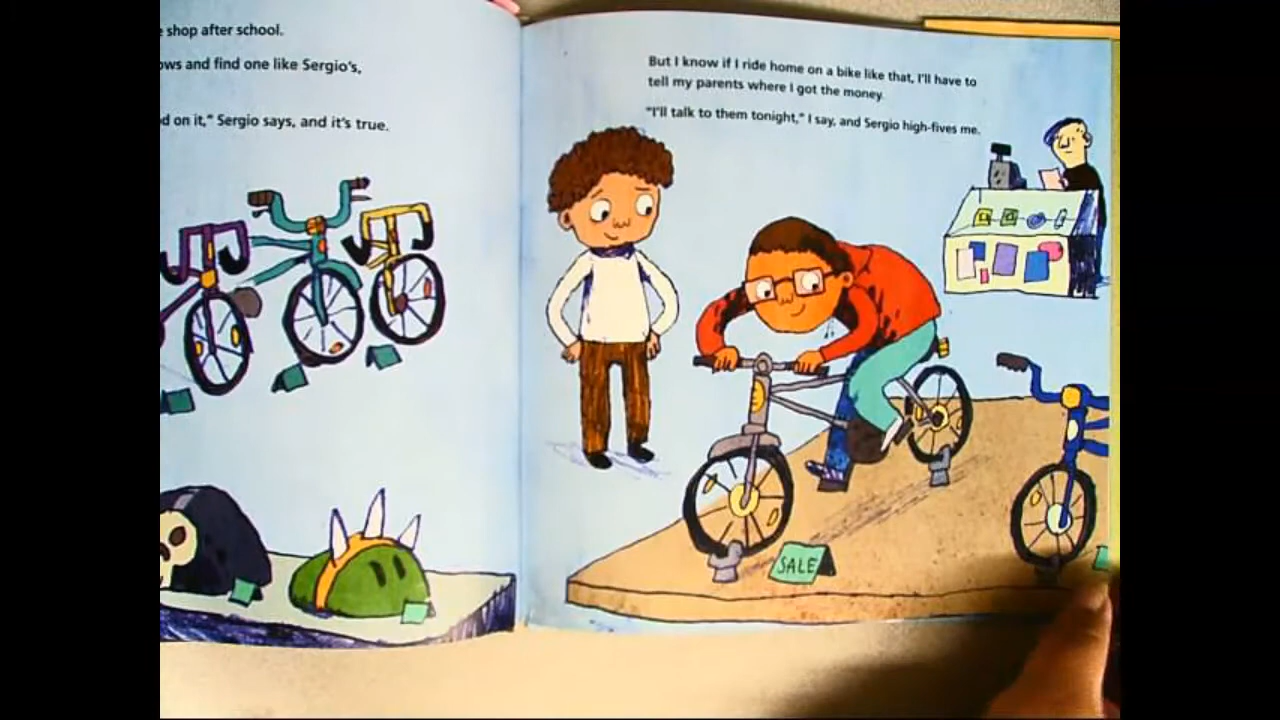 shop after school.
and find one like Sergio's,
on it," Sergio says, and it's true.
But I know if I ride home on a bike like that, I'll have to
tell my parents where I got the money.
"I'll talk to them tonight," I say, and Sergio high-fives me.
SALE